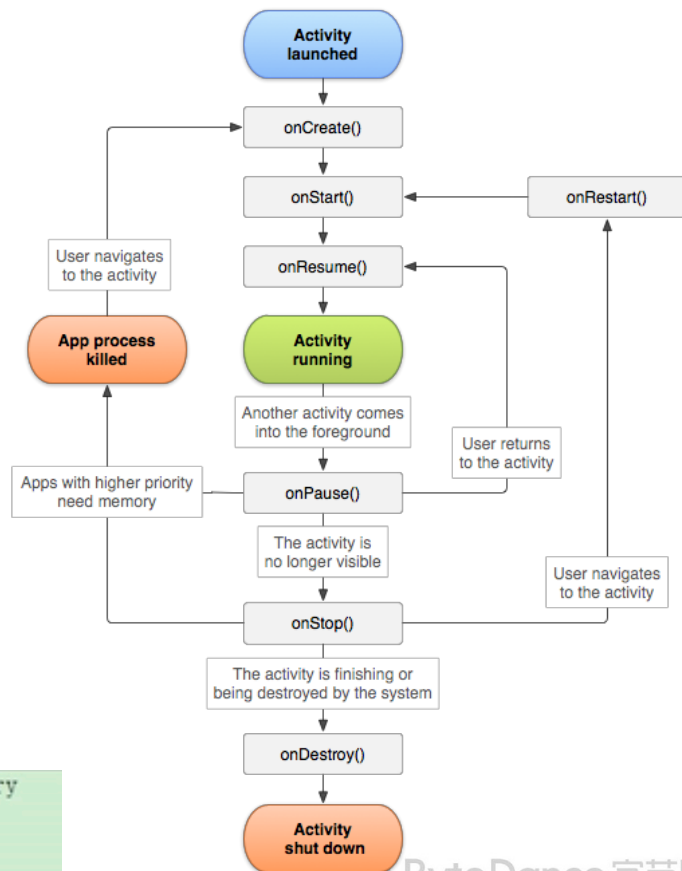 Activity
launched
onCreate()
onStart()
onRestart()
onResume()
User navigates
to the activity
App process
killed
Activity
running
Another activity comes
into the foreground
User returns
to the activity
Apps with higher priority
need memory
onPause()
The activity is
no longer visible
User navigates
to the activity
onStop()
The activity is finishing or
being destroyed by the system
onDestroy()
Activity
shut down